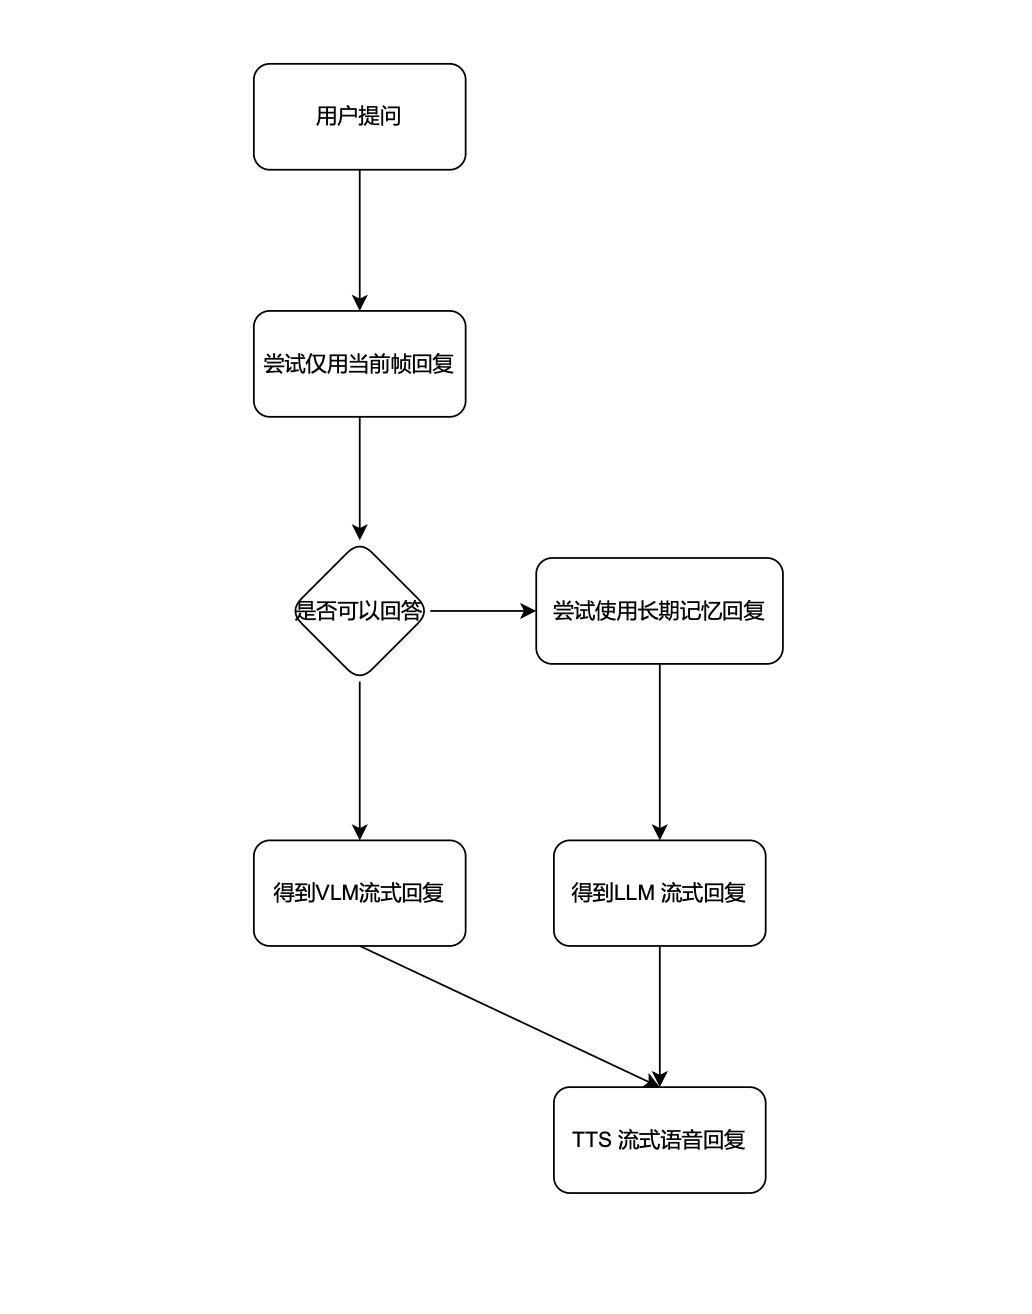 用户提问
尝试仅用当前帧回复
是否可以回答
尝试使用长期记忆回复
得到VLM流式回复
得到LLM 流式回复
TTS 流式语音回复